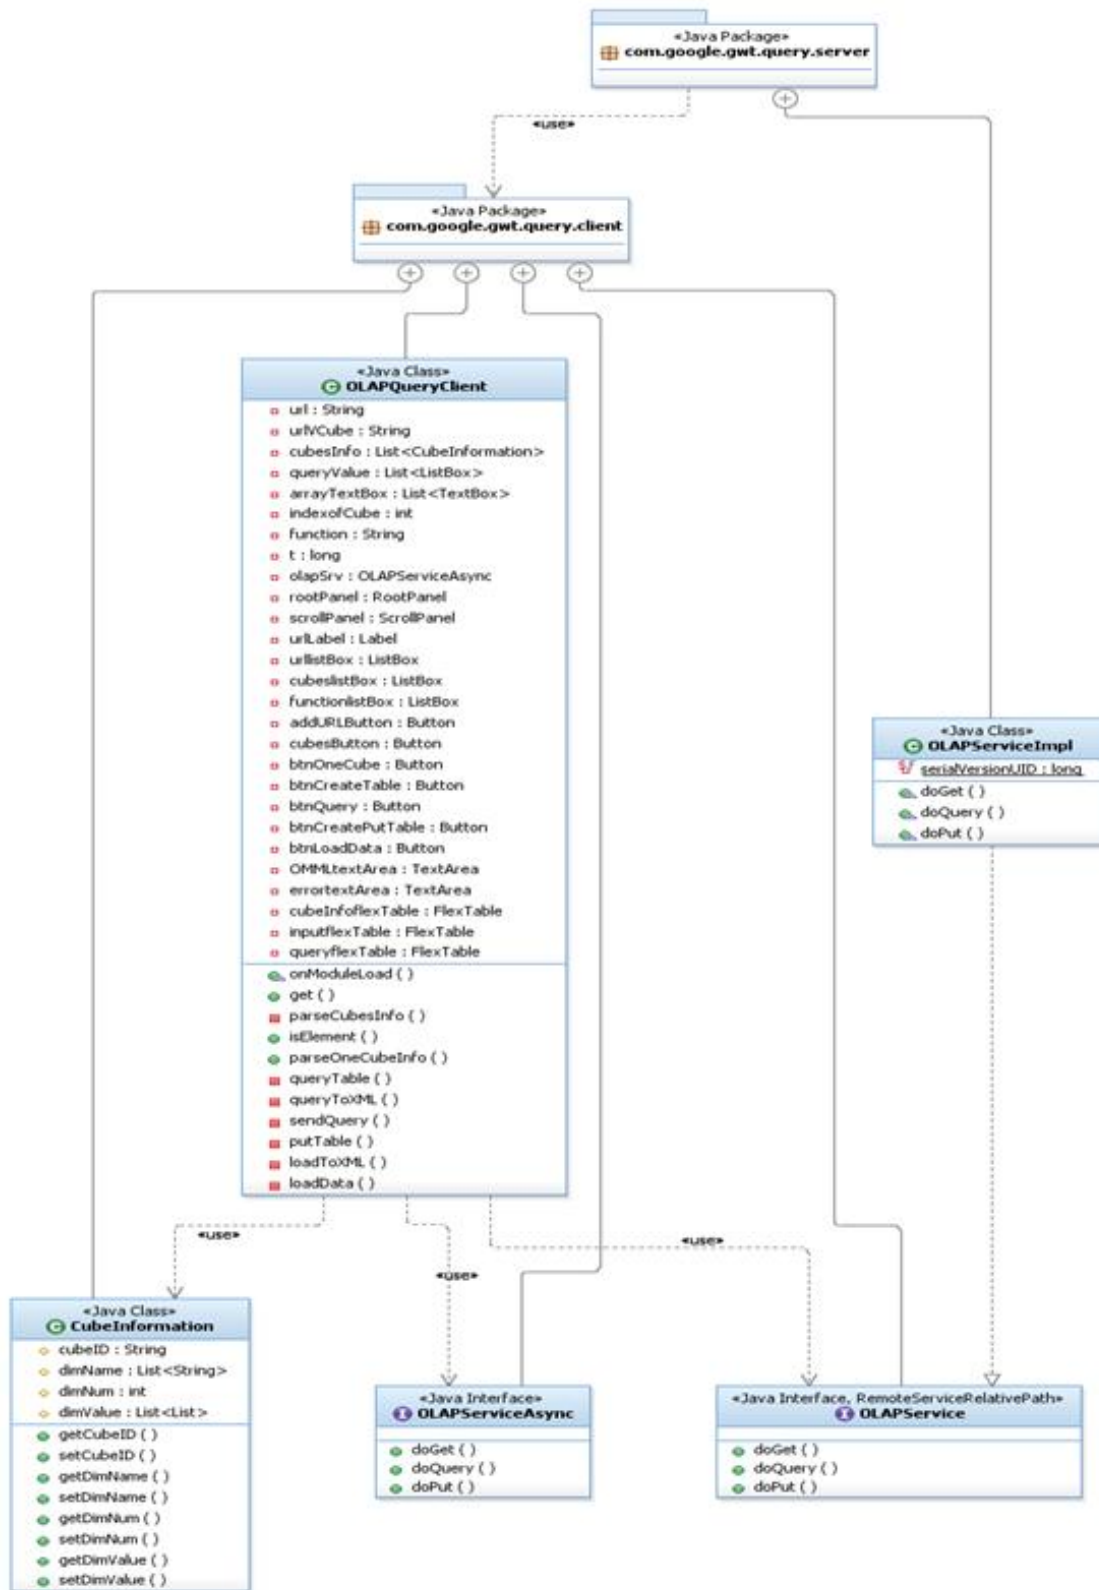 «Java Package»
com.google.gwt.query.server
«use»
«Java Package»
com.google.gwt.query.client
«Java Class»
OLAPQueryClient
url : String
urlVCube : String
cubesInfo : List<CubeInformation>
queryValue : List<ListBox>
arrayTextBox : List<TextBox>
indexofCube : int
function : String
t : long
olapSrv : OLAPServiceAsync
rootPanel : RootPanel
scrollPanel : ScrollPanel
urlLabel : Label
urllistBox : ListBox
cubeslistBox : ListBox
functionlistBox : ListBox
addURLButton : Button
cubesButton : Button
btnOneCube : Button
btnCreateTable : Button
btnQuery : Button
btnCreatePutTable : Button
btnLoadData : Button
OMMLtextArea : TextArea
errortextArea : TextArea
cubeInfoflexTable : FlexTable
inputflexTable : FlexTable
queryflexTable : FlexTable
onModuleLoad ( )
get ( )
parseCubesInfo ( )
isElement ( )
parseOneCubeInfo ( )
queryTable ( )
queryToXML ( )
sendQuery ( )
putTable ( )
loadToXML ( )
loadData ( )
«Java Class»
OLAPServiceImpl
serialVersionUID : long
doGet ( )
doQuery ( )
doPut ( )
«use»
«use»
«use»
«Java Class»
CubeInformation
cubeID : String
dimName : List<String>
dimNum : int
dimValue : List<List>
getCubeID ( )
setCubeID ( )
getDimName ( )
setDimName ( )
getDimNum ( )
setDimNum ( )
getDimValue ( )
setDimValue ( )
«Java Interface»
OLAPServiceAsync
doGet ( )
doQuery ( )
doPut ( )
«Java Interface, RemoteServiceRelativePath»
OLAPService
doGet ( )
doQuery ( )
doPut ( )